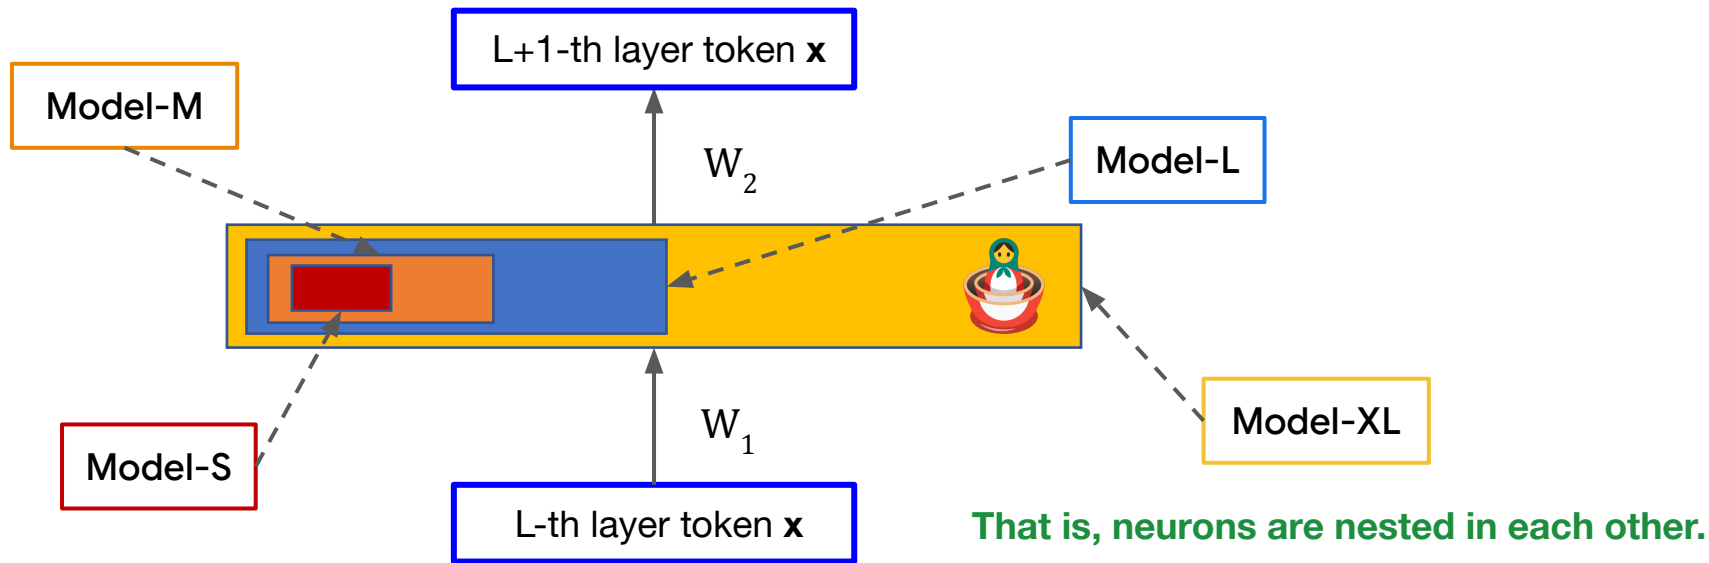 L+1-th layer token x
Model-M
W₂
Model-L
Model-XL
W₁
Model-S
L-th layer token x
That is, neurons are nested in each other.